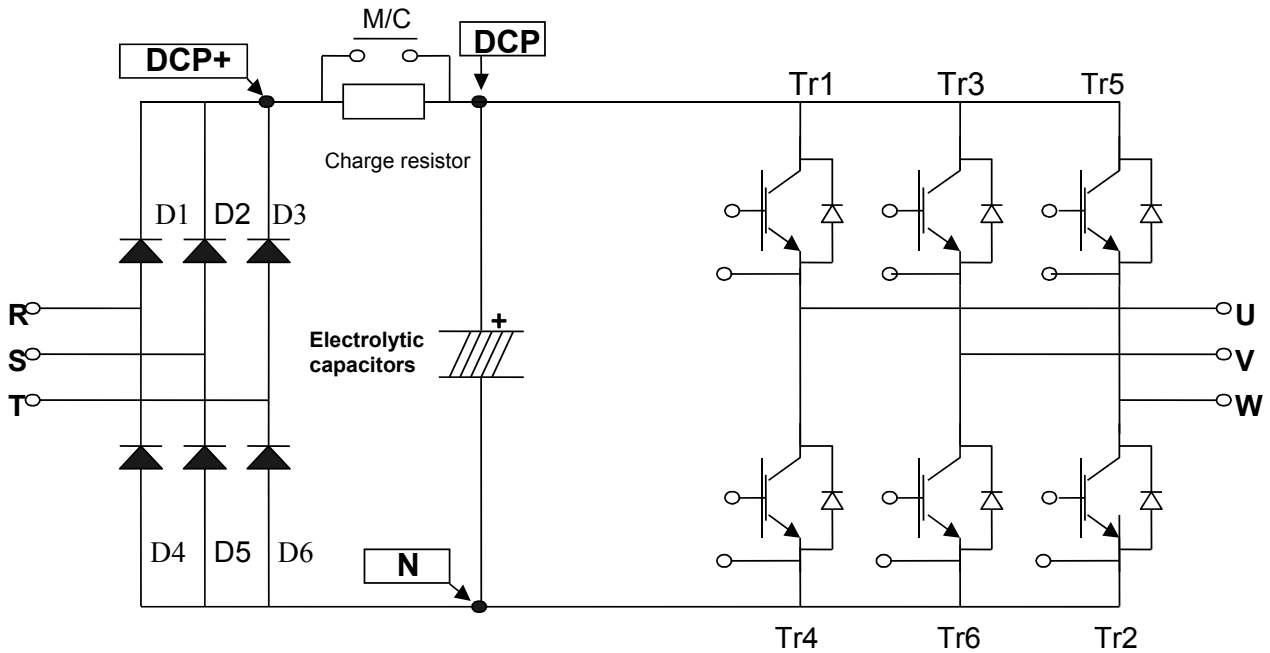 M/C
DCP
DCP+
Tr1 Tr3 Tr5
Charge resistor
D1 D2 D3
R
U
+
Electrolytic
capacitors
S
V
T
W
D4 D5 D6
N
Tr4 Tr6 Tr2